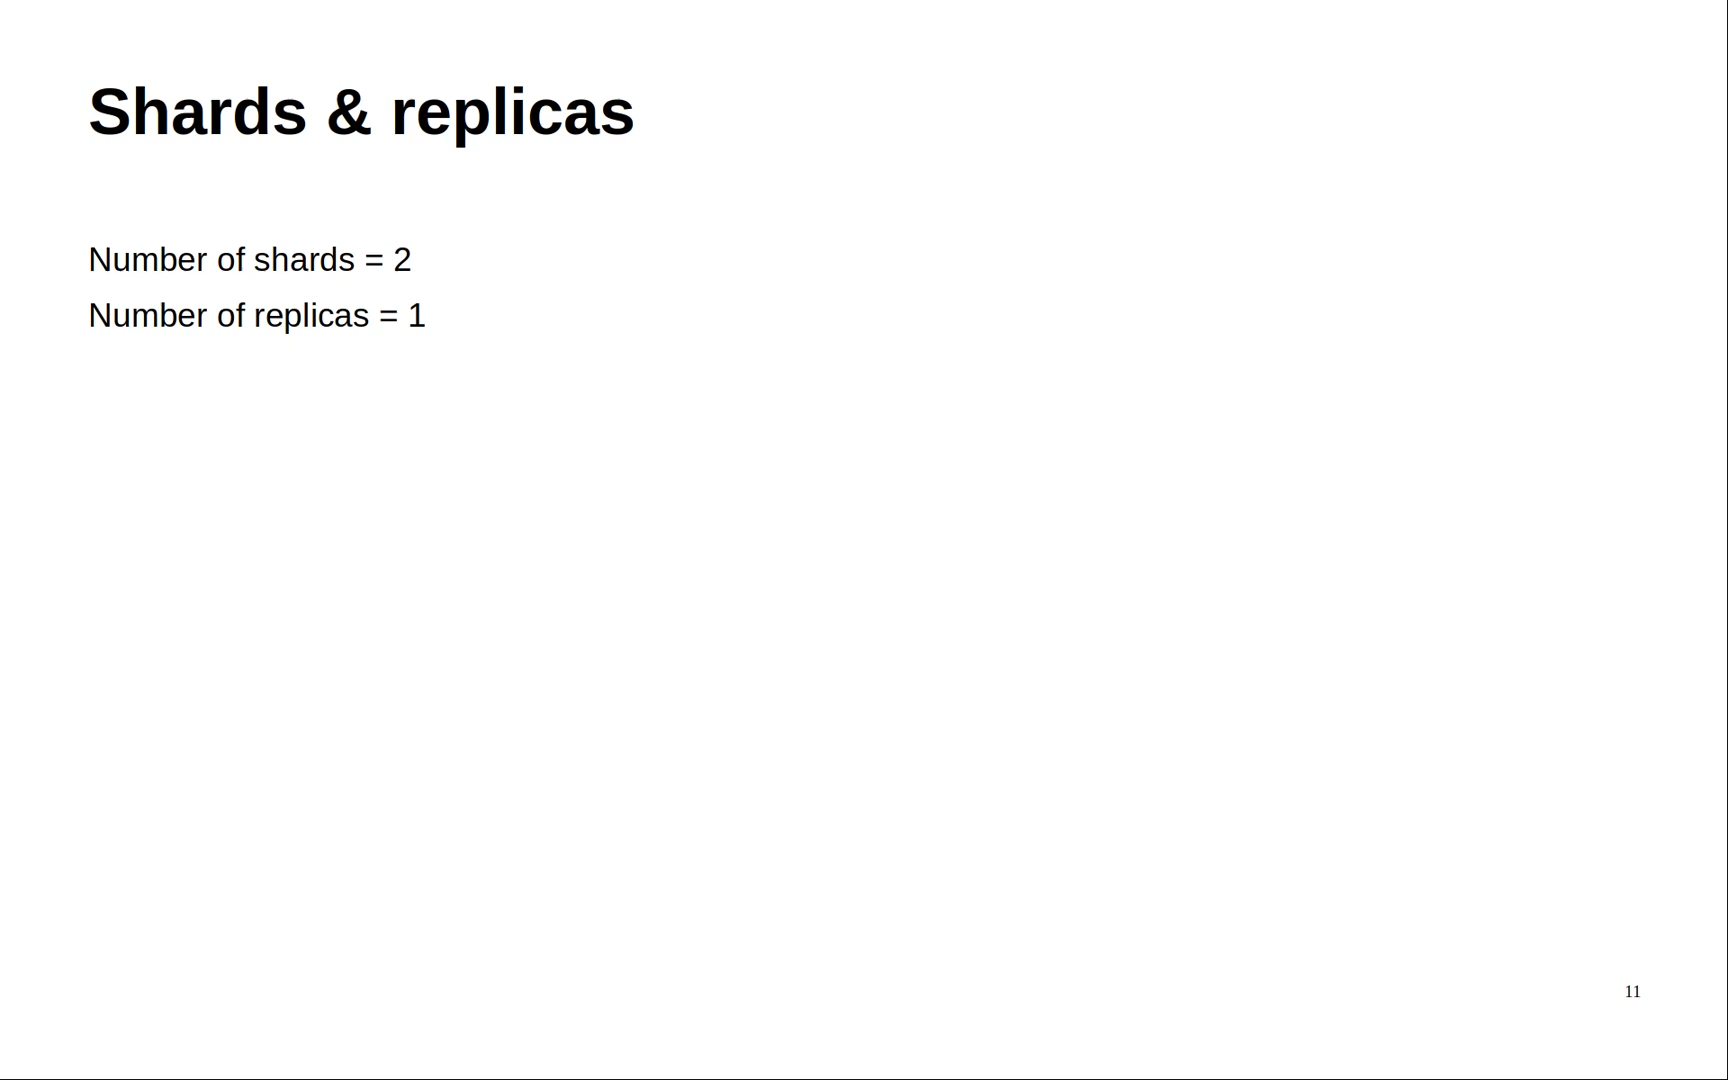 Shards & replicas
Number of shards = 2
Number of replicas = 1
11